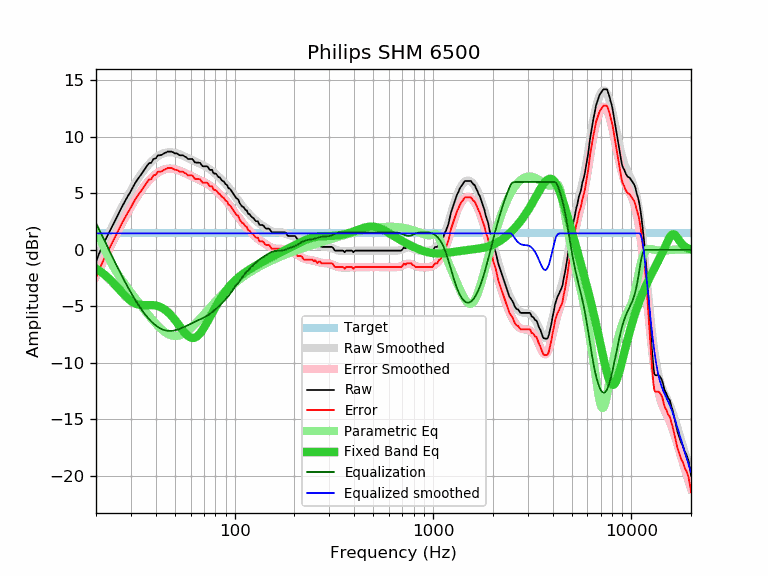 Philips SHM 6500
15
10
5
0
−5
−10
−15
−20
Amplitude (dBr)
Target
Raw Smoothed
Error Smoothed
Raw
Error
Parametric Eq
Fixed Band Eq
Equalization
Equalized smoothed
100
1000
10000
Frequency (Hz)